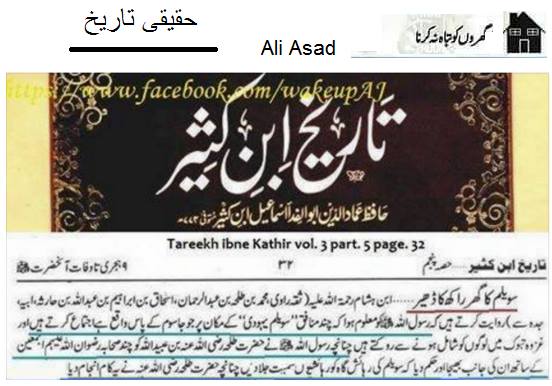 حقیقی تاریخ
Ali Asad
گھروں کو تباہ نہ کرنا
https://www.facebook.com/wakeupAJ
تاریخ ابن کثیر
حافظ عماد الدین ابو الفدا اسماعیل ابن کثیر متوفی ۷۷۴ھ
Tareekh ibne Kathir vol. 3 part. 5 page. 32
تاریخ ابن کثیر ...... حصہ پنجم ۳۲ ۹ ہجری تا وفات آنحضرت ﷺ
سویلم کا گھر راکھ کا ڈھیر ...... ابن ہشام رحمۃ اللہ علیہ (ثقہ راوی، محمد بن طلحہ بن عبدالرحمان، اسحاق بن ابراہیم بن عبداللہ بن حارثہ، ابیہ،
جدہ سے) روایت کرتے ہیں کہ رسول اللہ ﷺ کو معلوم ہوا کہ چند منافق "سویلم یہودی" کے مکان پر جو جاسوم کے پاس واقع ہے اجتماع کرتے ہیں اور
غزوہ تبوک میں لوگوں کو شامل ہونے سے روکتے ہیں چنانچہ رسول اللہ ﷺ نے حضرت طلحہ رضی اللہ عنہ بن عبید اللہ کو چند صحابہ رضوان اللہ علیہم اجمعین
کے ساتھ ان کی جانب بھیجا اور حکم دیا کہ سویلم کی رہائش گاہ کو رہائشیوں سمیت جلا دیں چنانچہ حضرت طلحہ رضی اللہ عنہ نے یہ کام انجام دیا